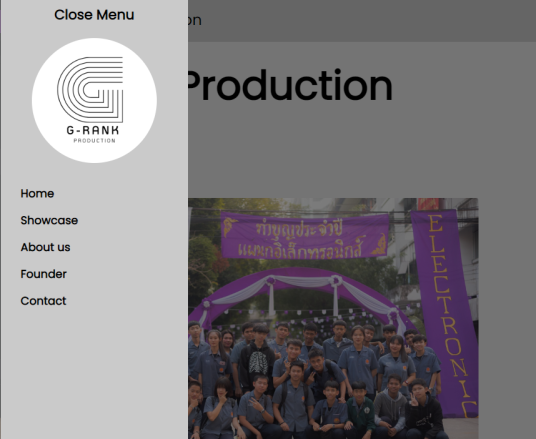 Close Menu
on
Production
G-RANK
PRODUCTION
Home
Showcase
About us
Founder
Contact
ทำบุญประจำปี
แผนกอิเล็กทรอนิกส์
ELECTRONIC